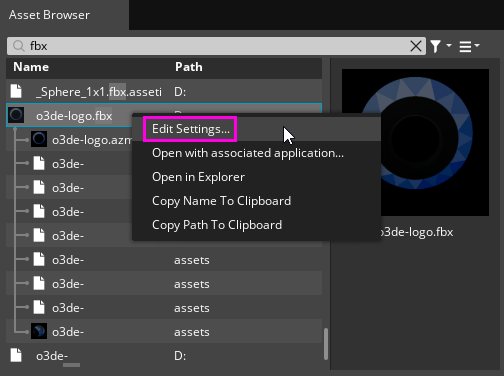 Asset Browser
fbx
Name Path
_Sphere_1x1.fbx.asseti D:
o3de-logo.fbx
o3de-logo.azm
Edit Settings...
Open with associated application...
Open in Explorer
Copy Name To Clipboard
Copy Path To Clipboard
o3de-
o3de-
o3de-
o3de-
o3de- assets
o3de- assets
o3de- assets
o3de- assets
o3de- D:
o3de-logo.fbx